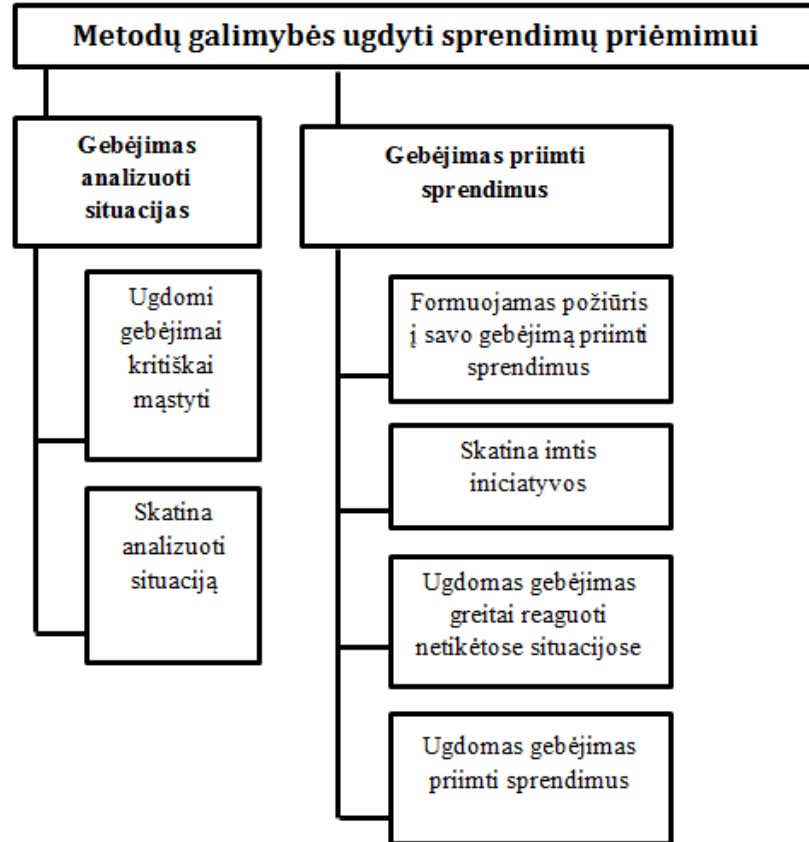 Metodų galimybės ugdyti sprendimų priėmimui
Gebėjimas
analizuoti
situacijas
Ugdomi
gebėjimai
kritiškai
mąstyti
Skatina
analizuoti
situaciją
Gebėjimas priimti
sprendimus
Formuojamas požiūris
į savo gebėjimą priimti
sprendimus
Skatina imtis
iniciatyvos
Ugdomas gebėjimas
greitai reaguoti
netikėtose situacijose
Ugdomas gebėjimas
priimti sprendimus